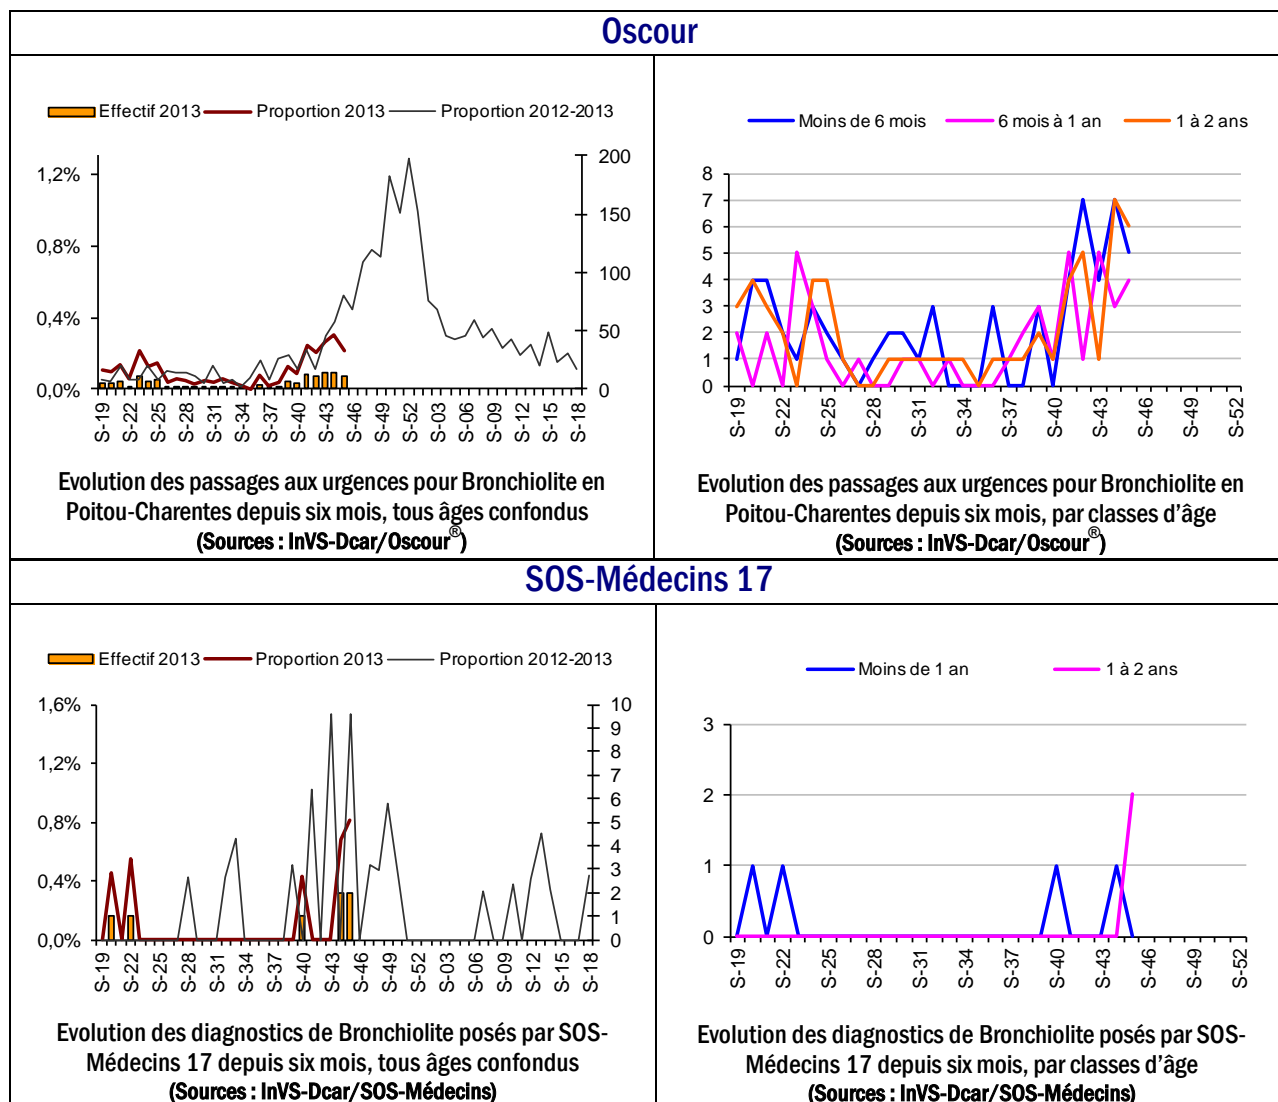 Oscour
Effectif 2013 Proportion 2013 Proportion 2012-2013
1,2%
0,8%
0,4%
0,0%
200
150
100
50
0
S-19 S-22 S-25 S-28 S-31 S-34 S-37 S-40 S-43 S-46 S-49 S-52 S-03 S-06 S-09 S-12 S-15 S-18
Evolution des passages aux urgences pour Bronchiolite en
Poitou-Charentes depuis six mois, tous âges confondus
(Sources : InVS-Dcar/Oscour®)
Moins de 6 mois 6 mois à 1 an 1 à 2 ans
8
7
6
5
4
3
2
1
0
S-19 S-22 S-25 S-28 S-31 S-34 S-37 S-40 S-43 S-46 S-49 S-52
Evolution des passages aux urgences pour Bronchiolite en
Poitou-Charentes depuis six mois, par classes d’âge
(Sources : InVS-Dcar/Oscour®)
SOS-Médecins 17
Effectif 2013 Proportion 2013 Proportion 2012-2013
1,6%
1,2%
0,8%
0,4%
0,0%
10
9
8
7
6
5
4
3
2
1
0
S-19 S-22 S-25 S-28 S-31 S-34 S-37 S-40 S-43 S-46 S-49 S-52 S-03 S-06 S-09 S-12 S-15 S-18
Evolution des diagnostics de Bronchiolite posés par SOS-
Médecins 17 depuis six mois, tous âges confondus
(Sources : InVS-Dcar/SOS-Médecins)
Moins de 1 an 1 à 2 ans
3
2
1
0
S-19 S-22 S-25 S-28 S-31 S-34 S-37 S-40 S-43 S-46 S-49 S-52
Evolution des diagnostics de Bronchiolite posés par SOS-
Médecins 17 depuis six mois, par classes d’âge
(Sources : InVS-Dcar/SOS-Médecins)